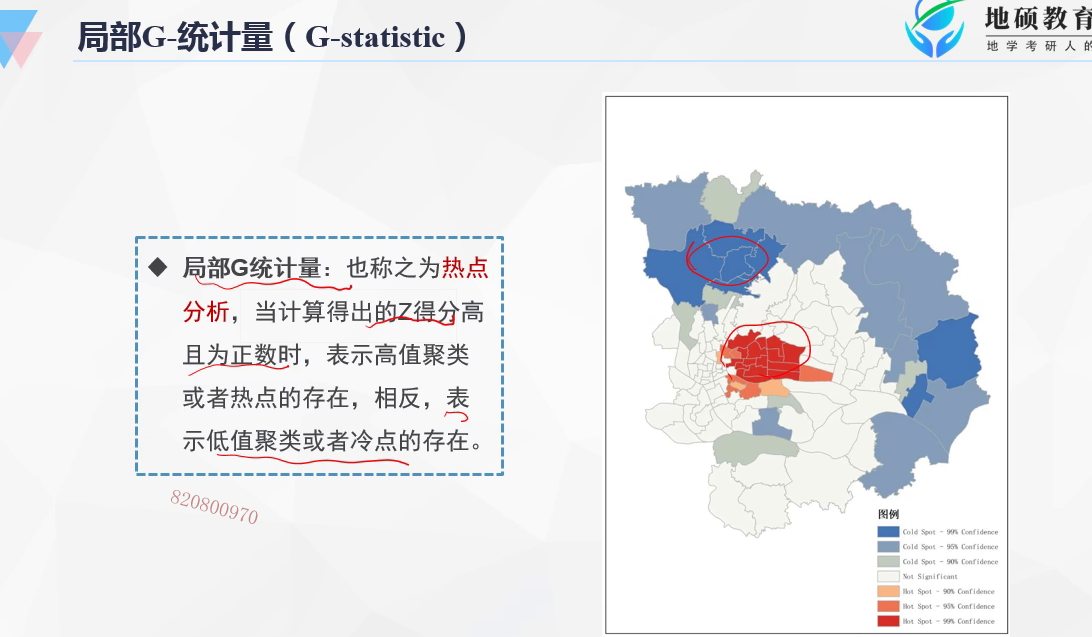 局部G-统计量（G-statistic）
地硕教育
地学考研人的
◆ 局部G统计量：也称之为热点
分析，当计算得出的Z得分高
且为正数时，表示高值聚类
或者热点的存在，相反，表
示低值聚类或者冷点的存在。
820800970
图例
Cold Spot - 99% Confidence
Cold Spot - 95% Confidence
Cold Spot - 90% Confidence
Not Significant
Hot Spot - 90% Confidence
Hot Spot - 95% Confidence
Hot Spot - 99% Confidence